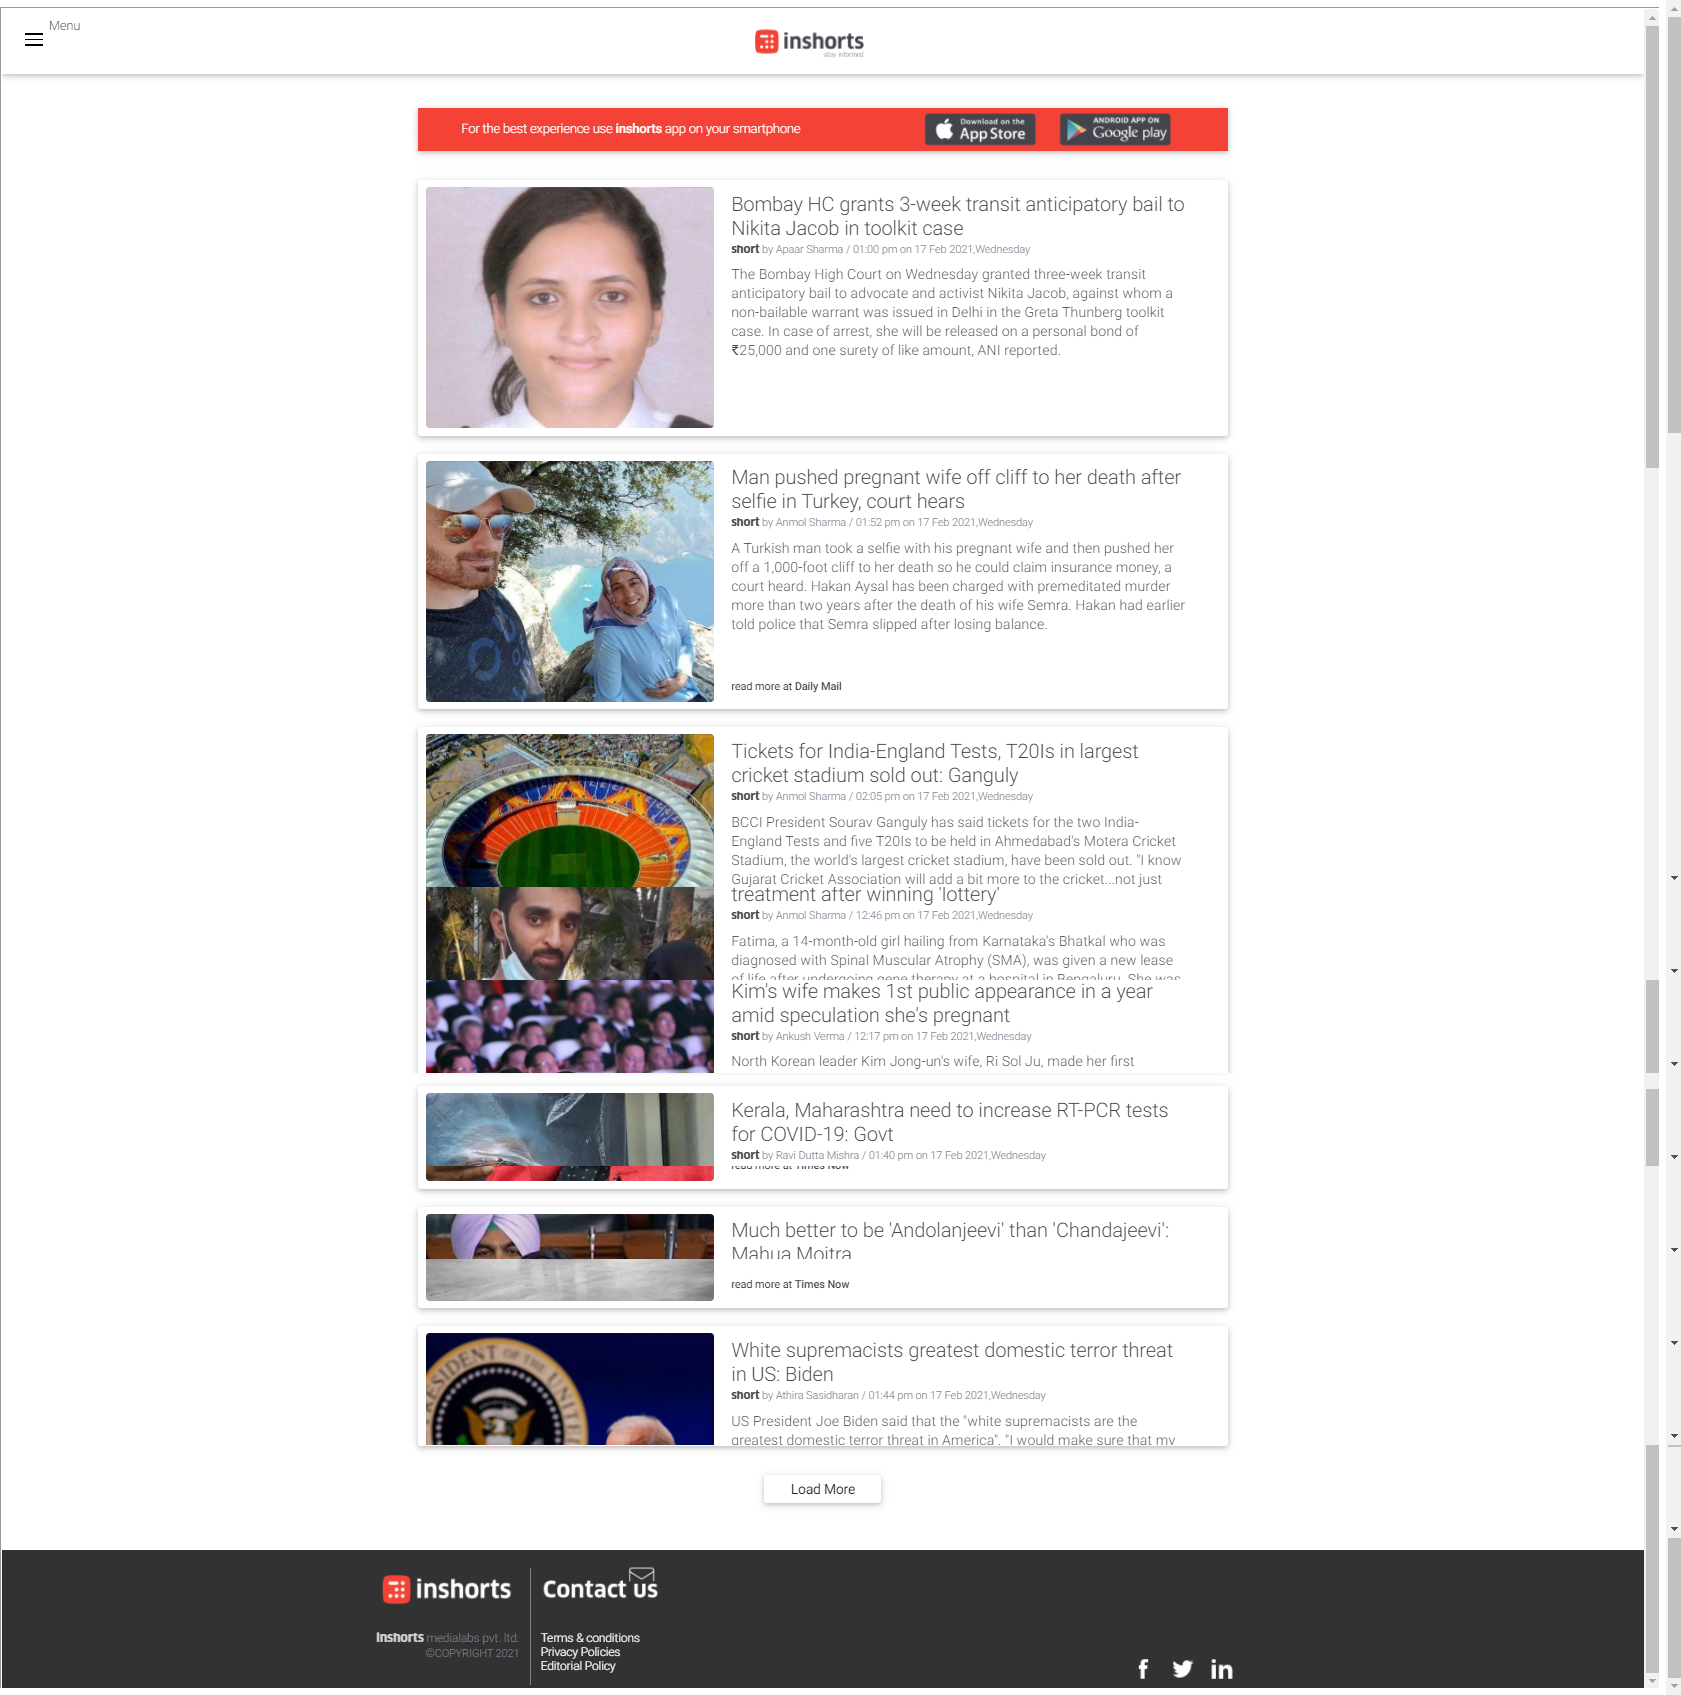 Menu
inshorts
stay informed
For the best experience use inshorts app on your smartphone
Download on the
App Store
ANDROID APP ON
Google play
Bombay HC grants 3-week transit anticipatory bail to
Nikita Jacob in toolkit case
short by Apaar Sharma / 01:00 pm on 17 Feb 2021,Wednesday
The Bombay High Court on Wednesday granted three-week transit
anticipatory bail to advocate and activist Nikita Jacob, against whom a
non-bailable warrant was issued in Delhi in the Greta Thunberg toolkit
case. In case of arrest, she will be released on a personal bond of
₹25,000 and one surety of like amount, ANI reported.
Man pushed pregnant wife off cliff to her death after
selfie in Turkey, court hears
short by Anmol Sharma / 01:52 pm on 17 Feb 2021,Wednesday
A Turkish man took a selfie with his pregnant wife and then pushed her
off a 1,000-foot cliff to her death so he could claim insurance money, a
court heard. Hakan Aysal has been charged with premeditated murder
more than two years after the death of his wife Semra. Hakan had earlier
told police that Semra slipped after losing balance.
read more at Daily Mail
Tickets for India-England Tests, T20Is in largest
cricket stadium sold out: Ganguly
short by Anmol Sharma / 02:05 pm on 17 Feb 2021,Wednesday
BCCI President Sourav Ganguly has said tickets for the two India-
England Tests and five T20Is to be held in Ahmedabad's Motera Cricket
Stadium, the world's largest cricket stadium, have been sold out. "I know
Gujarat Cricket Association will add a bit more to the cricket...not just
treatment after winning 'lottery'
short by Anmol Sharma / 12:46 pm on 17 Feb 2021,Wednesday
Fatima, a 14-month-old girl hailing from Karnataka's Bhatkal who was
diagnosed with Spinal Muscular Atrophy (SMA), was given a new lease
of life after undergoing gene therapy at a hospital in Bengaluru. She was
Kim's wife makes 1st public appearance in a year
amid speculation she's pregnant
short by Ankush Verma / 12:17 pm on 17 Feb 2021,Wednesday
North Korean leader Kim Jong-un's wife, Ri Sol Ju, made her first
Kerala, Maharashtra need to increase RT-PCR tests
for COVID-19: Govt
short by Ravi Dutta Mishra / 01:40 pm on 17 Feb 2021,Wednesday
read more at Times Now
Much better to be 'Andolanjeevi' than 'Chandajeevi':
Mahua Moitra
read more at Times Now
White supremacists greatest domestic terror threat
in US: Biden
short by Athira Sasidharan / 01:44 pm on 17 Feb 2021,Wednesday
US President Joe Biden said that the "white supremacists are the
greatest domestic terror threat in America". "I would make sure that my
PRESIDENT OF THE UNITED
Load More
inshorts
Contact us
Inshorts medialabs pvt. ltd.
©COPYRIGHT 2021
Terms & conditions
Privacy Policies
Editorial Policy